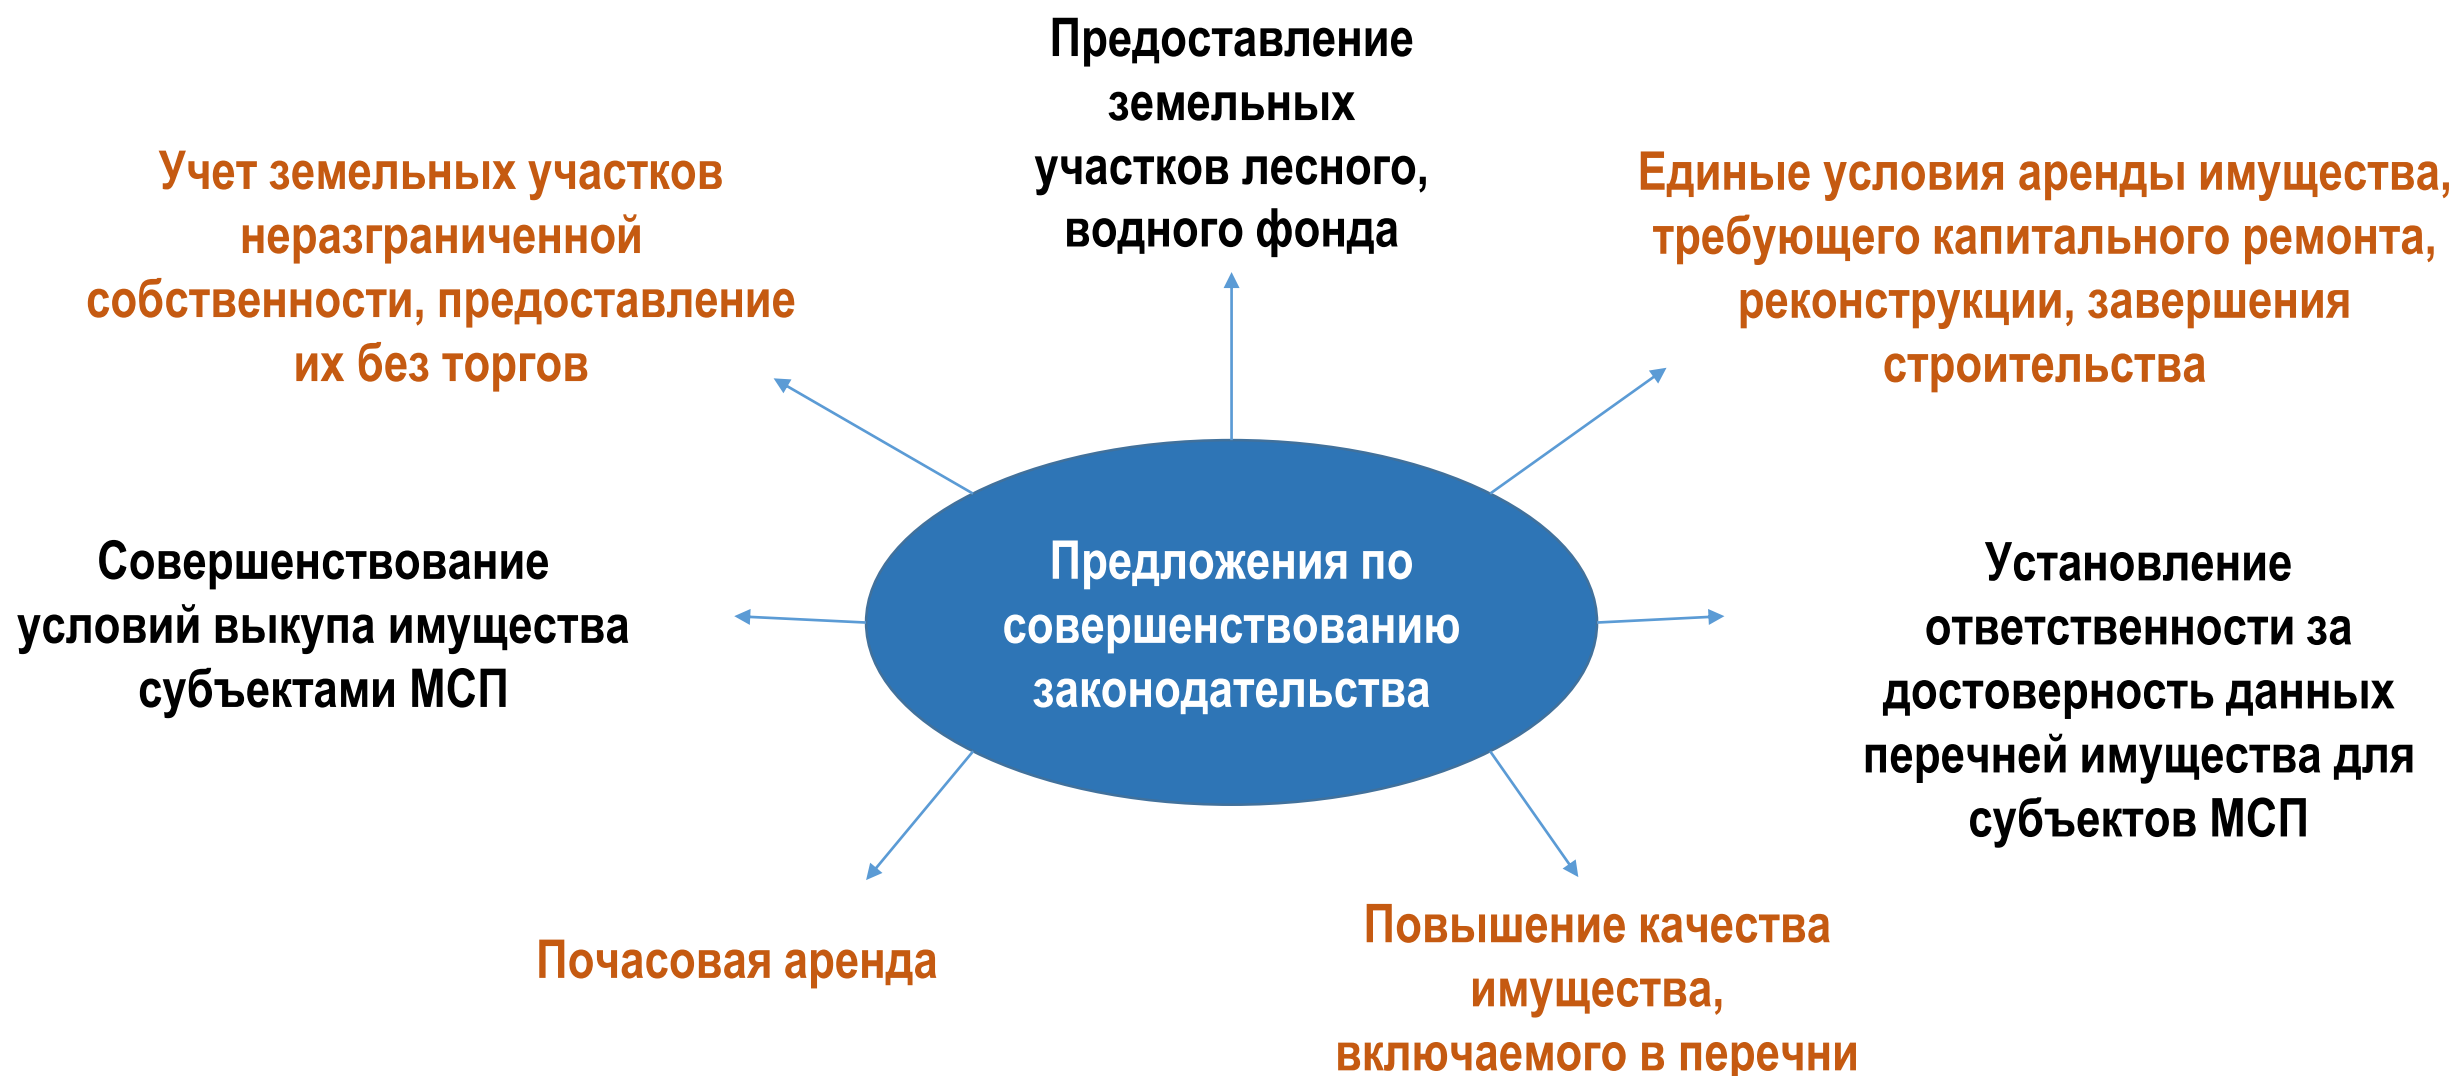 Предоставление
земельных
участков лесного,
водного фонда
Учет земельных участков
неразграниченной
собственности, предоставление
их без торгов
Единые условия аренды имущества,
требующего капитального ремонта,
реконструкции, завершения
строительства
Совершенствование
условий выкупа имущества
субъектами МСП
Предложения по
совершенствованию
законодательства
Установление
ответственности за
достоверность данных
перечней имущества для
субъектов МСП
Почасовая аренда
Повышение качества
имущества,
включаемого в перечни